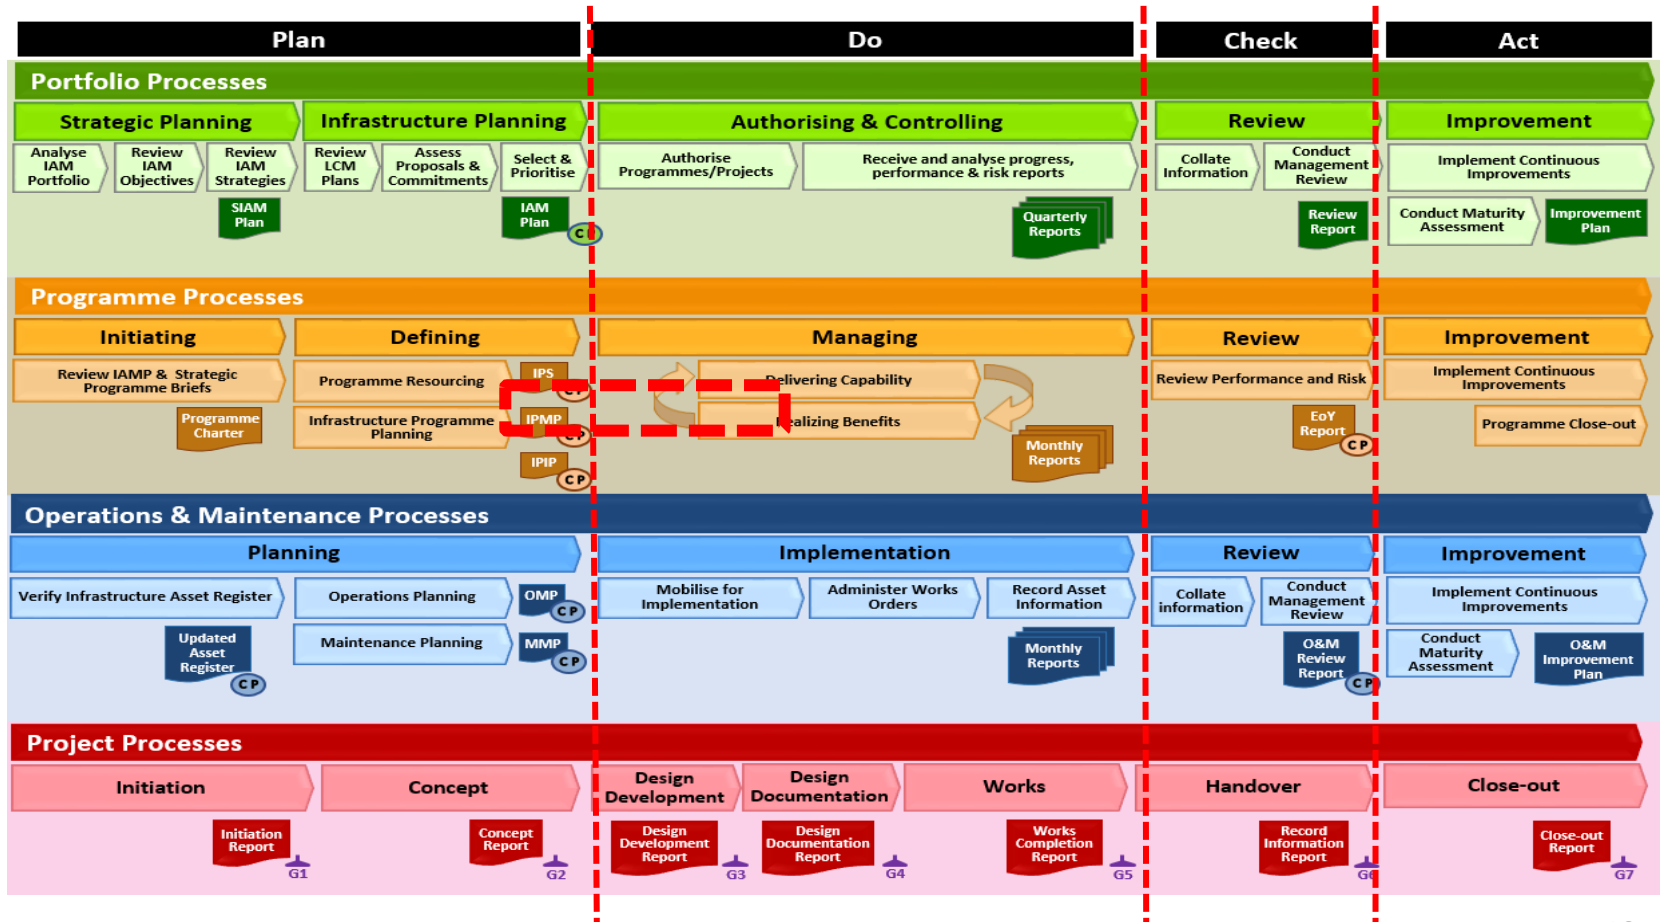 Plan
Do
Check
Act
Portfolio Processes
Strategic Planning
Infrastructure Planning
Authorising & Controlling
Review
Improvement
Analyse
IAM
Portfolio
Review
IAM
Objectives
Review
IAM
Strategies
Review
LCM
Plans
Assess
Proposals &
Commitments
Select &
Prioritise
Authorise
Programmes/Projects
Receive and analyse progress,
performance & risk reports
Collate
Information
Conduct
Management
Review
Implement Continuous
Improvements
SIAM
Plan
IAM
Plan
C P
Quarterly
Reports
Review
Report
Conduct Maturity
Assessment
Improvement
Plan
Programme Processes
Initiating
Defining
Managing
Review
Improvement
Review IAMP & Strategic
Programme Briefs
Programme Resourcing
IPS
C P
Delivering Capability
Review Performance and Risk
Implement Continuous
Improvements
Programme
Charter
Infrastructure Programme
Planning
IPMP
C P
Realizing Benefits
Monthly
Reports
EoY
Report
C P
Programme Close-out
IPIP
C P
Operations & Maintenance Processes
Planning
Implementation
Review
Improvement
Verify Infrastructure Asset Register
Operations Planning
OMP
C P
Mobilise for
Implementation
Administer Works
Orders
Record Asset
Information
Collate
information
Conduct
Management
Review
Implement Continuous
Improvements
Updated
Asset
Register
C P
Maintenance Planning
MMP
C P
Monthly
Reports
O&M
Review
Report
C P
Conduct
Maturity
Assessment
O&M
Improvement
Plan
Project Processes
Initiation
Concept
Design
Development
Design
Documentation
Works
Handover
Close-out
Initiation
Report
G1
Concept
Report
G2
Design
Development
Report
G3
Design
Documentation
Report
G4
Works
Completion
Report
G5
Record
Information
Report
G6
Close-out
Report
G7